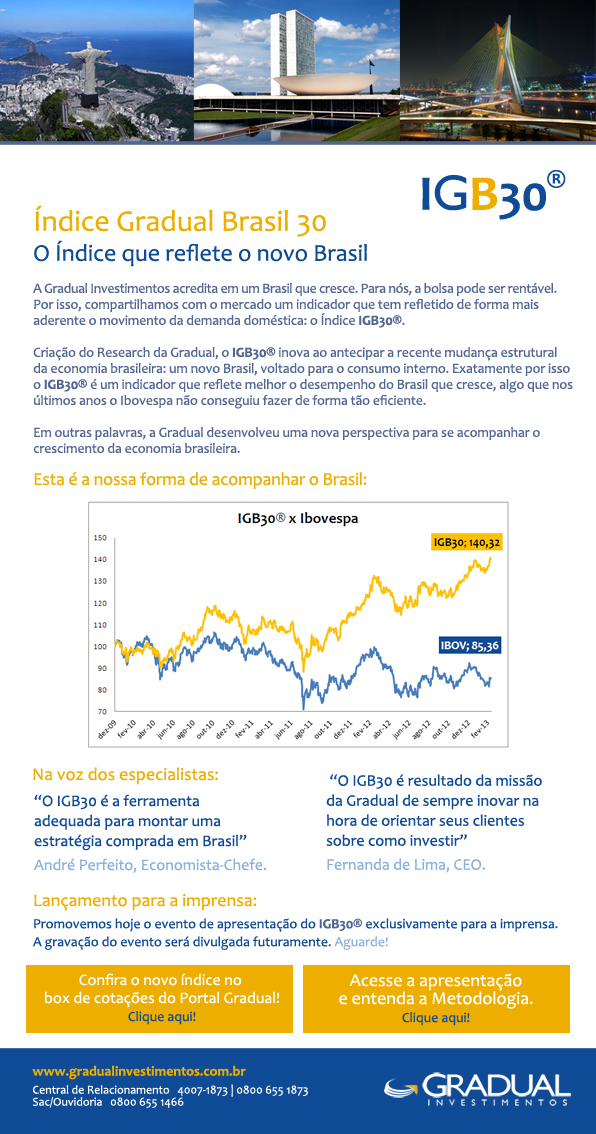 IGB30®
Índice Gradual Brasil 30
O Índice que reflete o novo Brasil
A Gradual Investimentos acredita em um Brasil que cresce. Para nós, a bolsa pode ser rentável.
Por isso, compartilhamos com o mercado um indicador que tem refletido de forma mais
aderente o movimento da demanda doméstica: o Índice IGB30®.
Criação do Research da Gradual, o IGB30® inova ao antecipar a recente mudança estrutural
da economia brasileira: um novo Brasil, voltado para o consumo interno. Exatamente por isso
o IGB30® é um indicador que reflete melhor o desempenho do Brasil que cresce, algo que nos
últimos anos o Ibovespa não conseguiu fazer de forma tão eficiente.
Em outras palavras, a Gradual desenvolveu uma nova perspectiva para se acompanhar o
crescimento da economia brasileira.
Esta é a nossa forma de acompanhar o Brasil:
IGB30® x Ibovespa
150
140
130
120
110
100
90
80
70
IGB30; 140,32
IBOV; 85,36
dez-09
fev-10
abr-10
jun-10
ago-10
out-10
dez-10
fev-11
abr-11
jun-11
ago-11
out-11
dez-11
fev-12
abr-12
jun-12
ago-12
out-12
dez-12
fev-13
Na voz dos especialistas:
“O IGB30 é a ferramenta
adequada para montar uma
estratégia comprada em Brasil”
André Perfeito, Economista-Chefe.
“O IGB30 é resultado da missão
da Gradual de sempre inovar na
hora de orientar seus clientes
sobre como investir”
Fernanda de Lima, CEO.
Lançamento para a imprensa:
Promovemos hoje o evento de apresentação do IGB30® exclusivamente para a imprensa.
A gravação do evento será divulgada futuramente. Aguarde!
Confira o novo índice no
box de cotações do Portal Gradual!
Clique aqui!
Acesse a apresentação
e entenda a Metodologia.
Clique aqui!
www.gradualinvestimentos.com.br
Central de Relacionamento 4007-1873 | 0800 655 1873
Sac/Ouvidoria 0800 655 1466
GRADUAL
INVESTIMENTOS